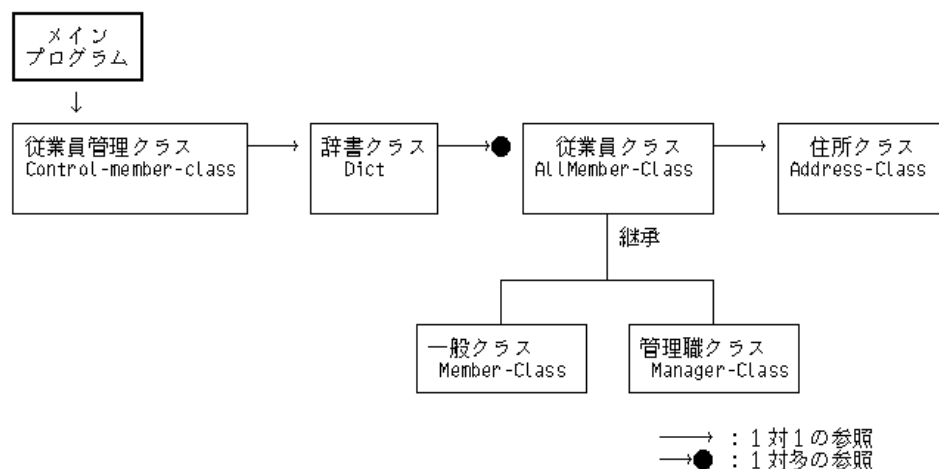 メイン
プログラム
↓
従業員管理クラス
Control-member-class
辞書クラス
Dict
従業員クラス
AllMember-Class
住所クラス
Address-Class
継承
一般クラス
Member-Class
管理職クラス
Manager-Class
：１対１の参照
：１対多の参照